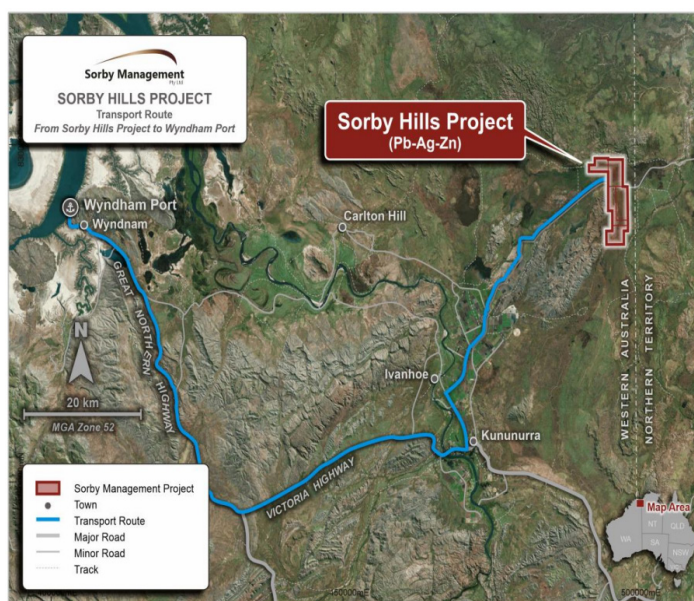 Sorby Management
Pty Ltd
SORBY HILLS PROJECT
Transport Route
From Sorby Hills Project to Wyndham Port
Sorby Hills Project
(Pb-Ag-Zn)
Wyndham Port
Wyndnam
Carlton Hill
GREAT NORTHERN HIGHWAY
N
20 km
MGA Zone 52
Ivanhoe
Kununurra
VICTORIA HIGHWAY
WESTERN AUSTRALIA
NORTHERN TERRITORY
Sorby Management Project
Town
Transport Route
Major Road
Minor Road
Track
Map Area
WA
NT
QLD
SA
NSW
500000mE